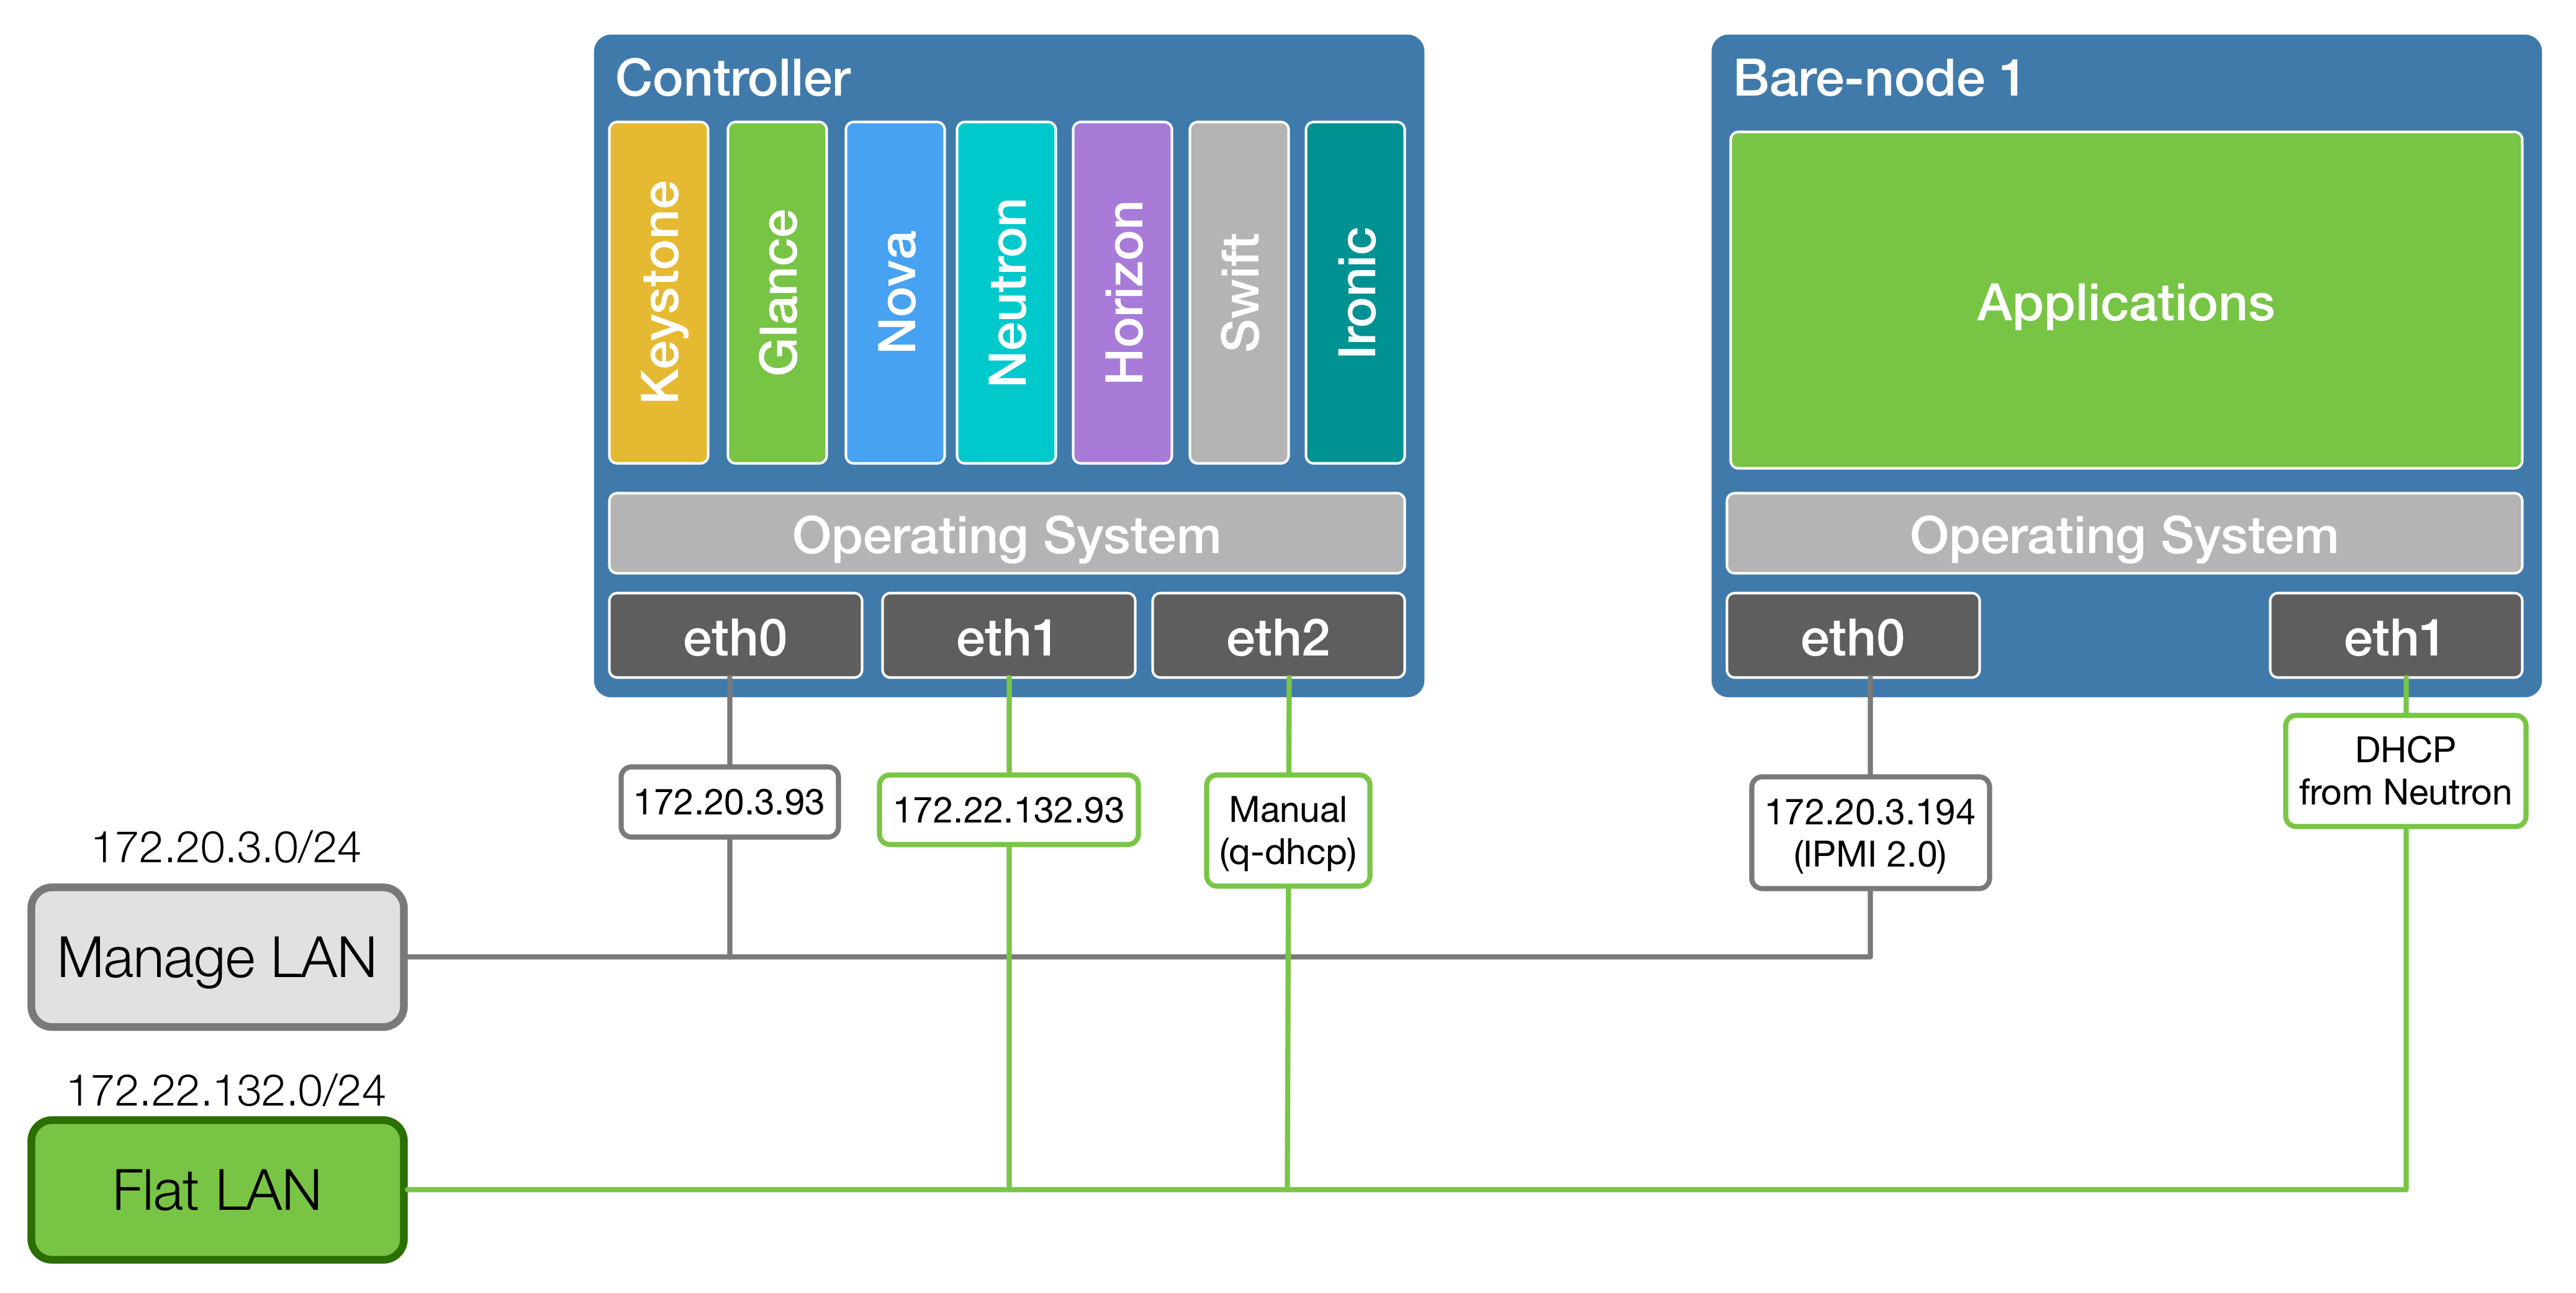 Controller
Keystone
Glance
Nova
Neutron
Horizon
Swift
Ironic
Operating System
eth0
eth1
eth2
Bare-node 1
Applications
Operating System
eth0
eth1
172.20.3.93
172.22.132.93
Manual
(q-dhcp)
172.20.3.194
(IPMI 2.0)
DHCP
from Neutron
172.20.3.0/24
Manage LAN
172.22.132.0/24
Flat LAN